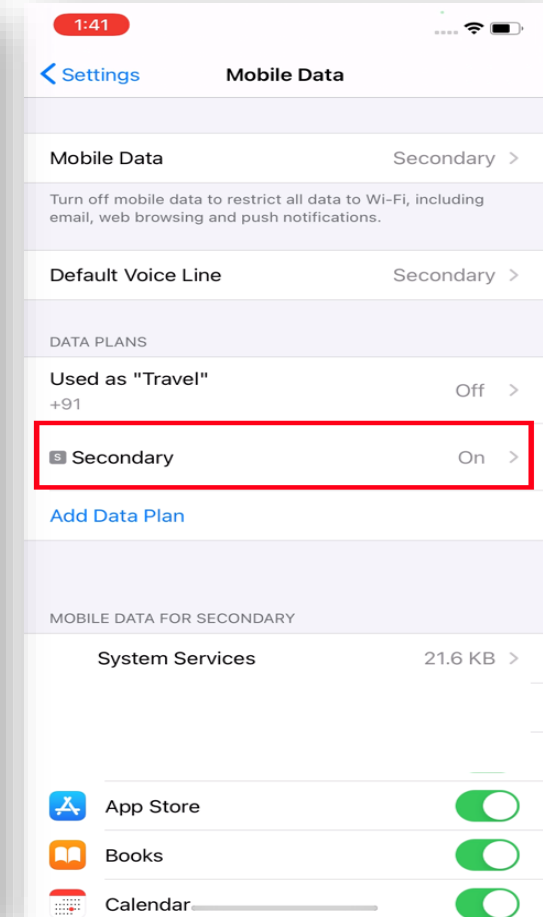 1:41
Settings
Mobile Data
Mobile Data Secondary
Turn off mobile data to restrict all data to Wi-Fi, including
email, web browsing and push notifications.
Default Voice Line Secondary
DATA PLANS
Used as "Travel"
+91
Off
S Secondary On
Add Data Plan
MOBILE DATA FOR SECONDARY
System Services 21.6 KB
App Store
Books
Calendar